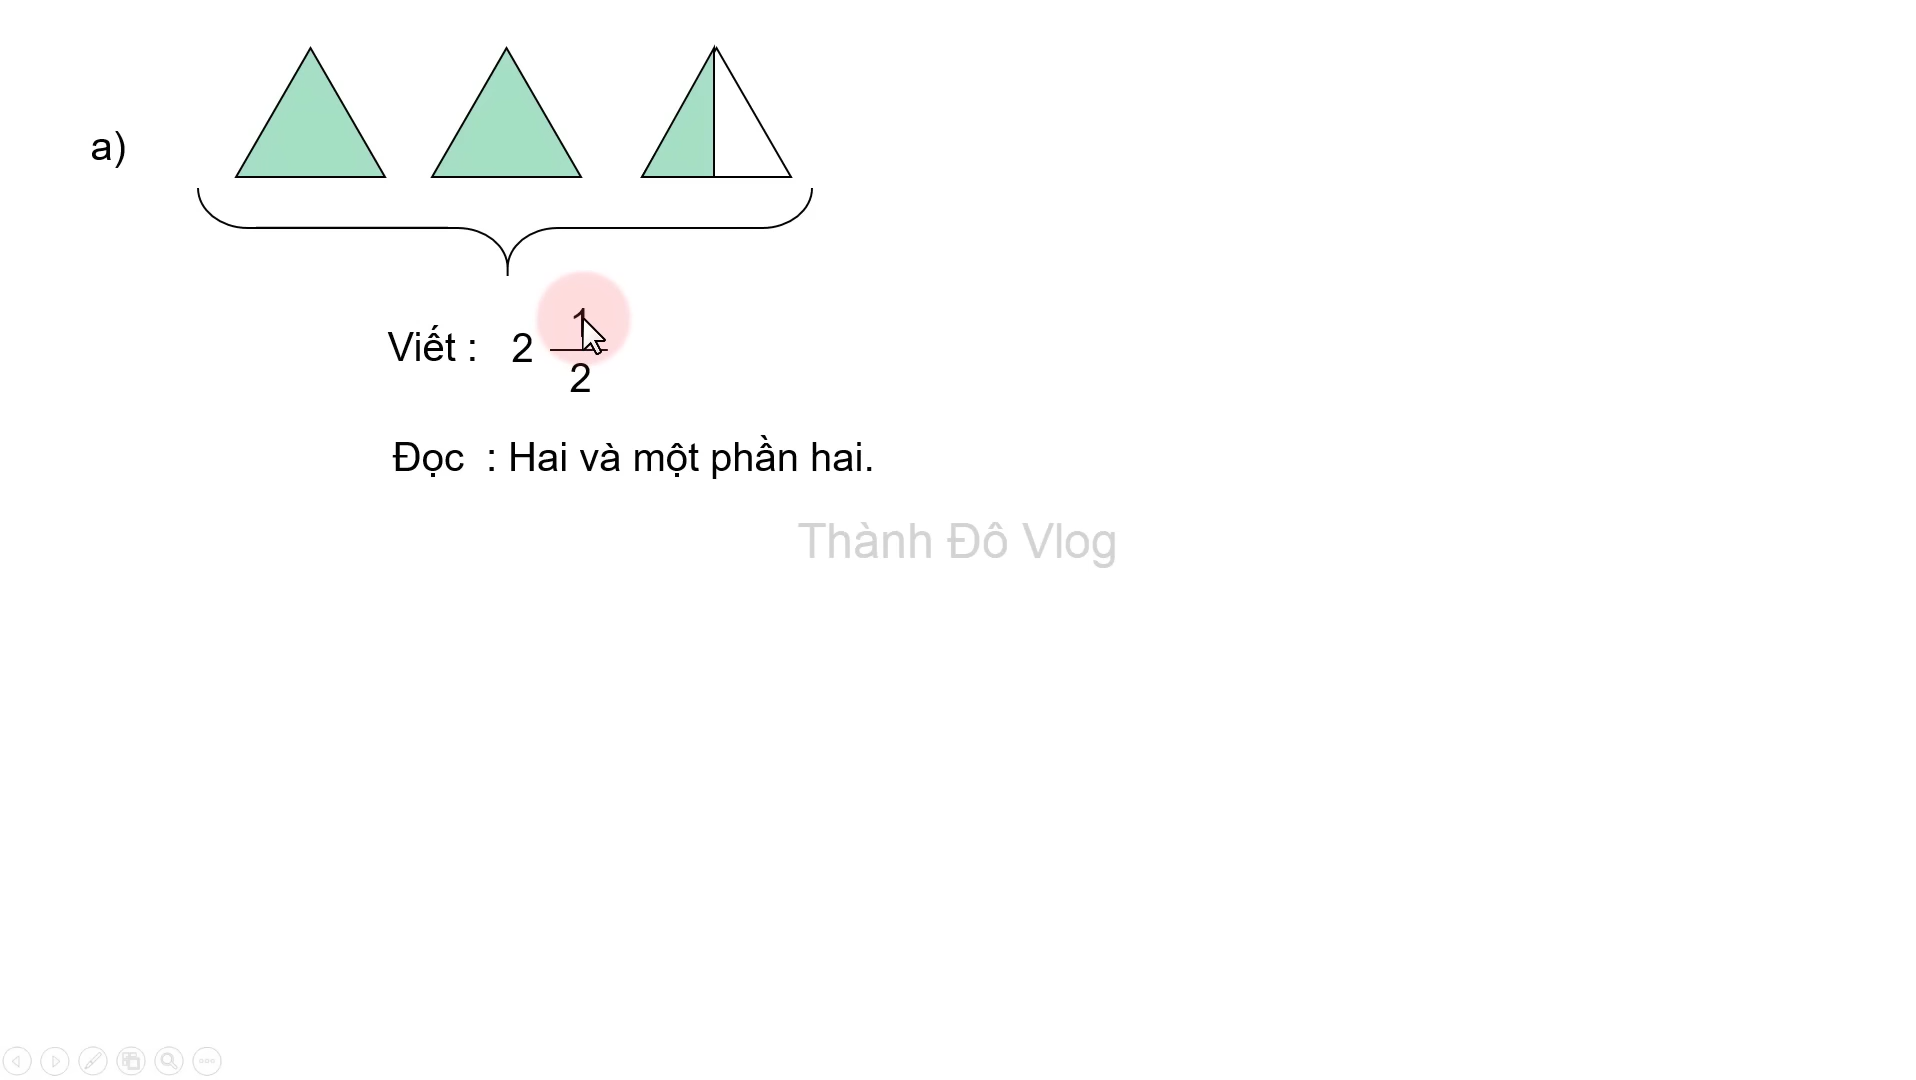 a)
Viết : 2 1/2
Đọc : Hai và một phần hai.
Thành Đô Vlog